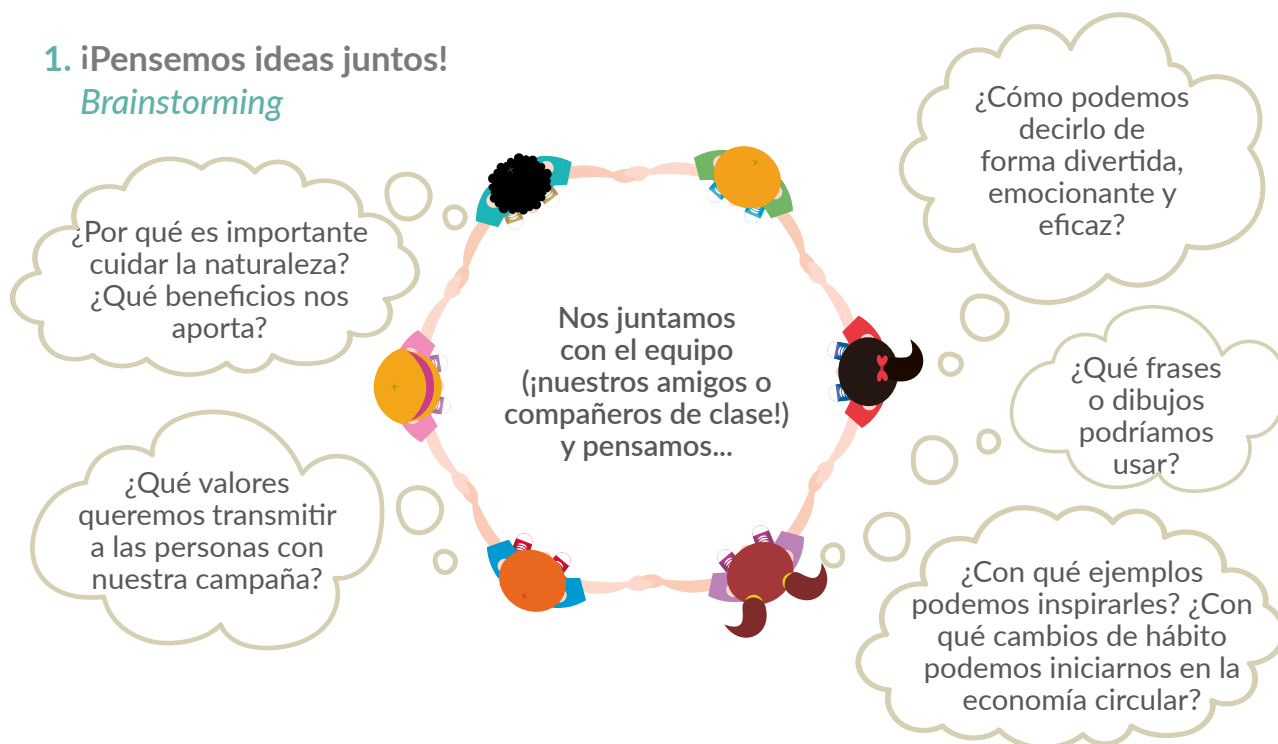 1. ¡Pensemos ideas juntos!
Brainstorming
¿Por qué es importante
cuidar la naturaleza?
¿Qué beneficios nos
aporta?
¿Qué valores
queremos transmitir
a las personas con
nuestra campaña?
Nos juntamos
con el equipo
(¡nuestros amigos o
compañeros de clase!)
y pensamos...
¿Cómo podemos
decirlo de
forma divertida,
emocionante y
eficaz?
¿Qué frases
o dibujos
podríamos
usar?
¿Con qué ejemplos
podemos inspirarles? ¿Con
qué cambios de hábito
podemos iniciarnos en la
economía circular?